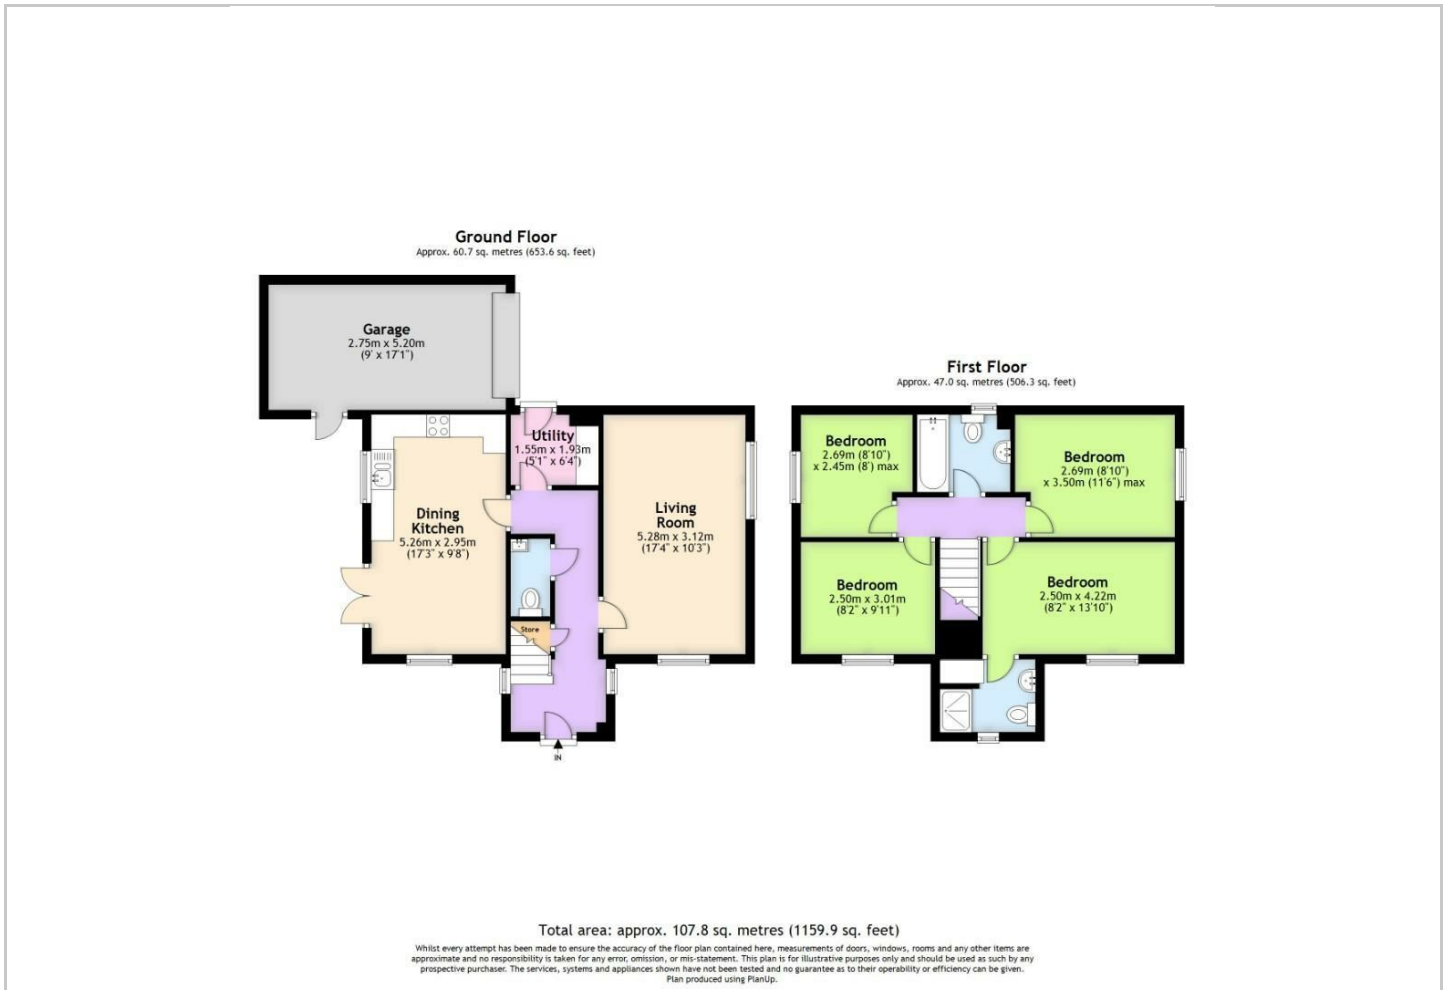 Ground Floor
Approx. 60.7 sq. metres (653.6 sq. feet)
Garage
2.75m x 5.20m
(9' x 17'1")
Utility
1.55m x 1.93m
(5'1" x 6'4")
Dining
Kitchen
5.26m x 2.95m
(17'3" x 9'8")
Living
Room
5.28m x 3.12m
(17'4" x 10'3")
Store
IN
First Floor
Approx. 47.0 sq. metres (506.3 sq. feet)
Bedroom
2.69m (8'10")
x 2.45m (8') max
Bedroom
2.69m (8'10")
x 3.50m (11'6") max
Bedroom
2.50m x 3.01m
(8'2" x 9'11")
Bedroom
2.50m x 4.22m
(8'2" x 13'10")
Total area: approx. 107.8 sq. metres (1159.9 sq. feet)
Whilst every attempt has been made to ensure the accuracy of the floor plan contained here, measurements of doors, windows, rooms and any other items are
approximate and no responsibility is taken for any error, omission, or mis-statement. This plan is for illustrative purposes only and should be used as such by any
prospective purchaser. The services, systems and appliances shown have not been tested and no guarantee as to their operability or efficiency can be given.
Plan produced using PlanUp.